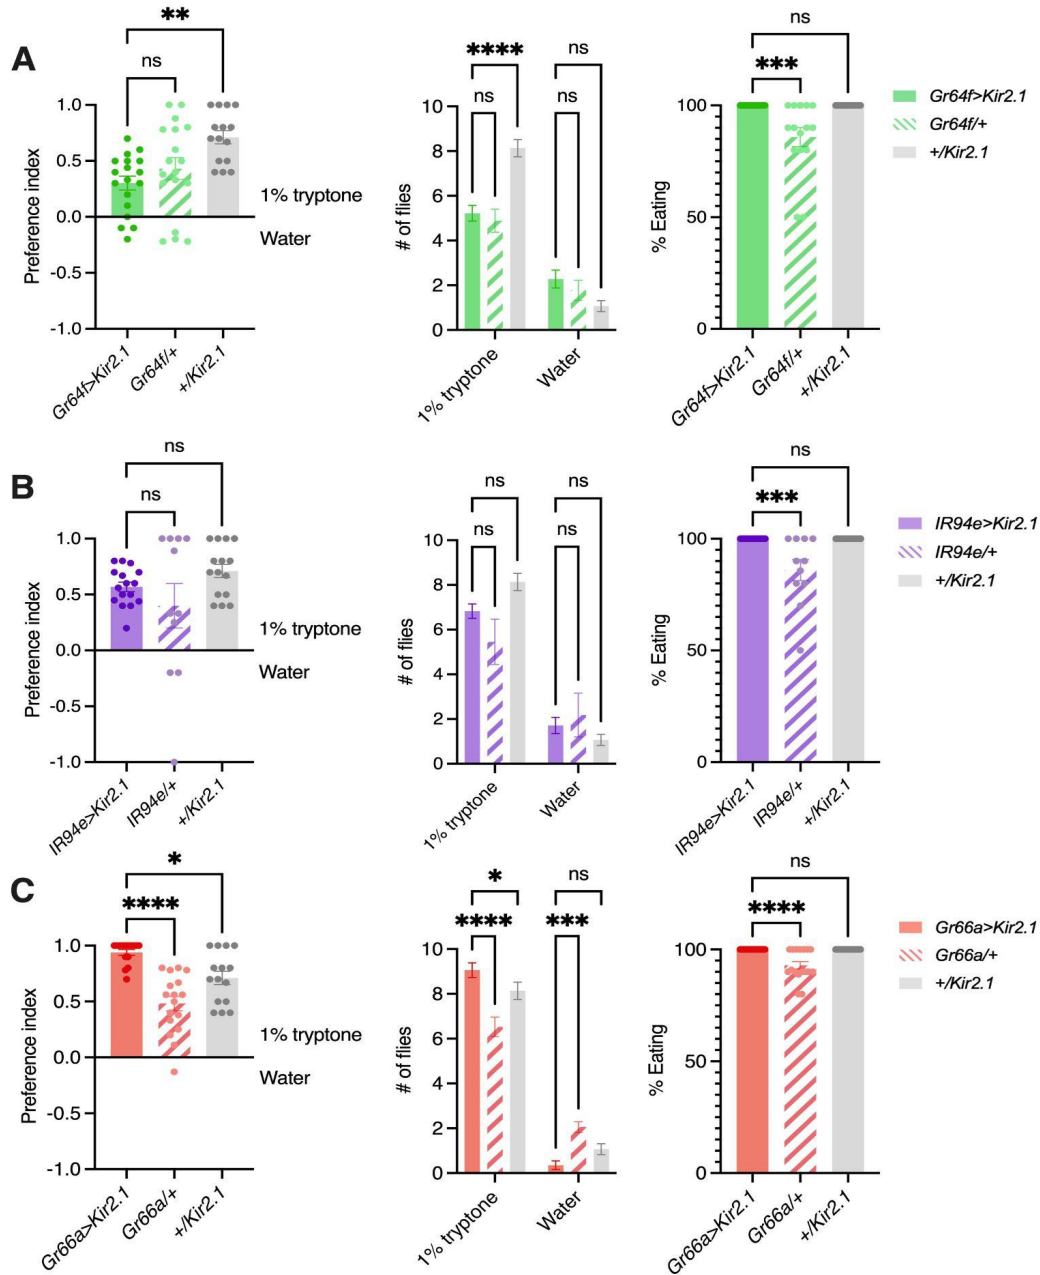 A
**
ns
Preference index
1.0
0.5
0.0
-0.5
-1.0
1% tryptone
Water
Gr64f>Kir2.1
Gr64f/+
+/Kir2.1
****
ns
ns
ns
# of flies
10
8
6
4
2
0
1% tryptone
Water
ns
***
% Eating
100
50
0
Gr64f>Kir2.1
Gr64f/+
+/Kir2.1
Gr64f>Kir2.1
Gr64f/+
+/Kir2.1
B
ns
ns
Preference index
1.0
0.5
0.0
-0.5
-1.0
1% tryptone
Water
IR94e>Kir2.1
IR94e/+
+/Kir2.1
ns
ns
ns
ns
# of flies
10
8
6
4
2
0
1% tryptone
Water
ns
***
% Eating
100
50
0
IR94e>Kir2.1
IR94e/+
+/Kir2.1
IR94e>Kir2.1
IR94e/+
+/Kir2.1
C
*
****
Preference index
1.0
0.5
0.0
-0.5
-1.0
1% tryptone
Water
Gr66a>Kir2.1
Gr66a/+
+/Kir2.1
*
ns
****
***
# of flies
10
8
6
4
2
0
1% tryptone
Water
ns
****
% Eating
100
50
0
Gr66a>Kir2.1
Gr66a/+
+/Kir2.1
Gr66a>Kir2.1
Gr66a/+
+/Kir2.1